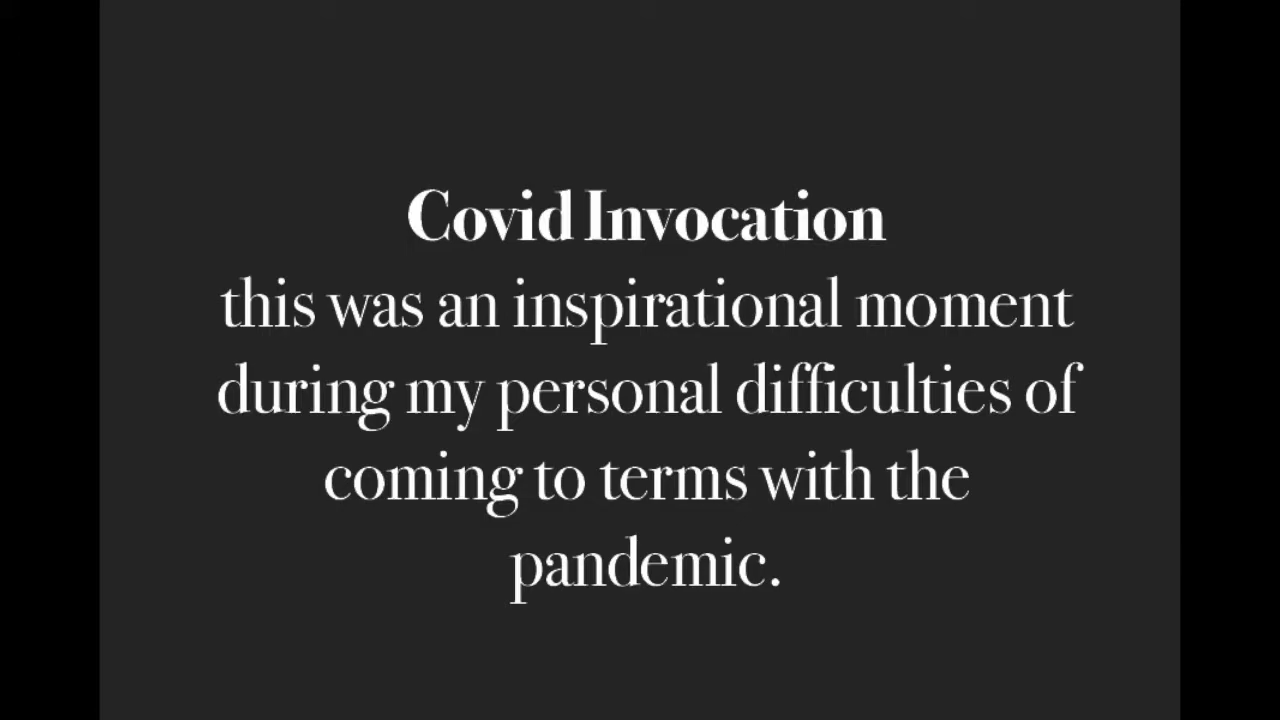 Covid Invocation
this was an inspirational moment
during my personal difficulties of
coming to terms with the
pandemic.